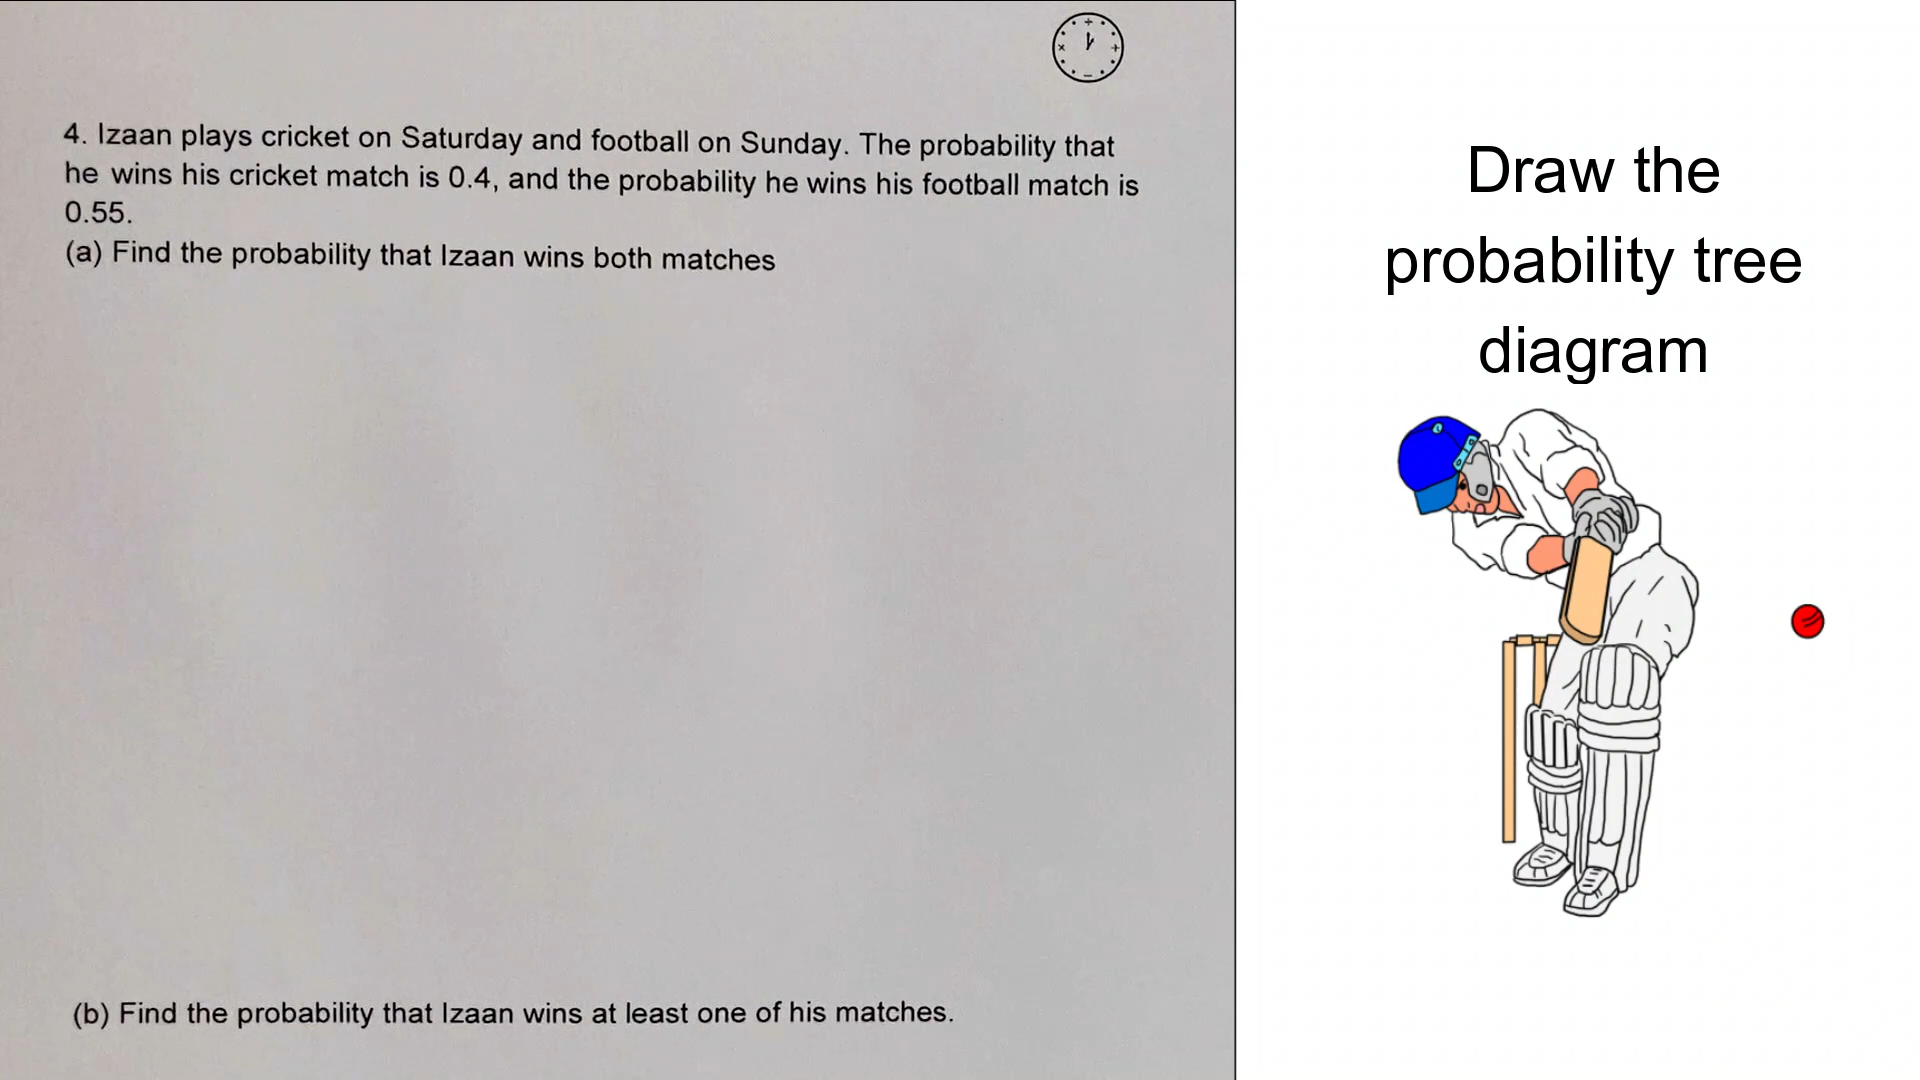 4. Izaan plays cricket on Saturday and football on Sunday. The probability that
he wins his cricket match is 0.4, and the probability he wins his football match is
0.55.
(a) Find the probability that Izaan wins both matches
(b) Find the probability that Izaan wins at least one of his matches.
Draw the
probability tree
diagram